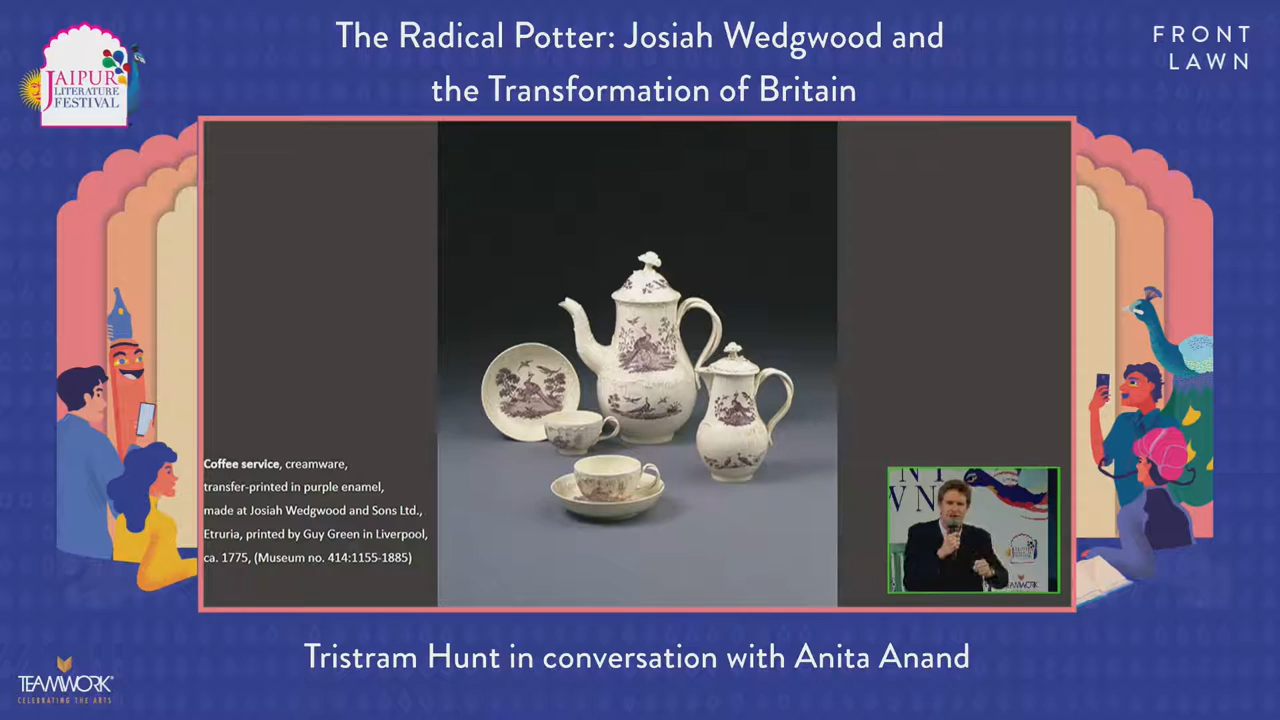 The Radical Potter: Josiah Wedgwood and
the Transformation of Britain
FRONT
LAWN
JAIPUR
LITERATURE
FESTIVAL
Coffee service, creamware,
transfer-printed in purple enamel,
made at Josiah Wedgwood and Sons Ltd.,
Etruria, printed by Guy Green in Liverpool,
ca. 1775, (Museum no. 414:1155-1885)
Tristram Hunt in conversation with Anita Anand
TEAMWORK
CELEBRATING THE ARTS